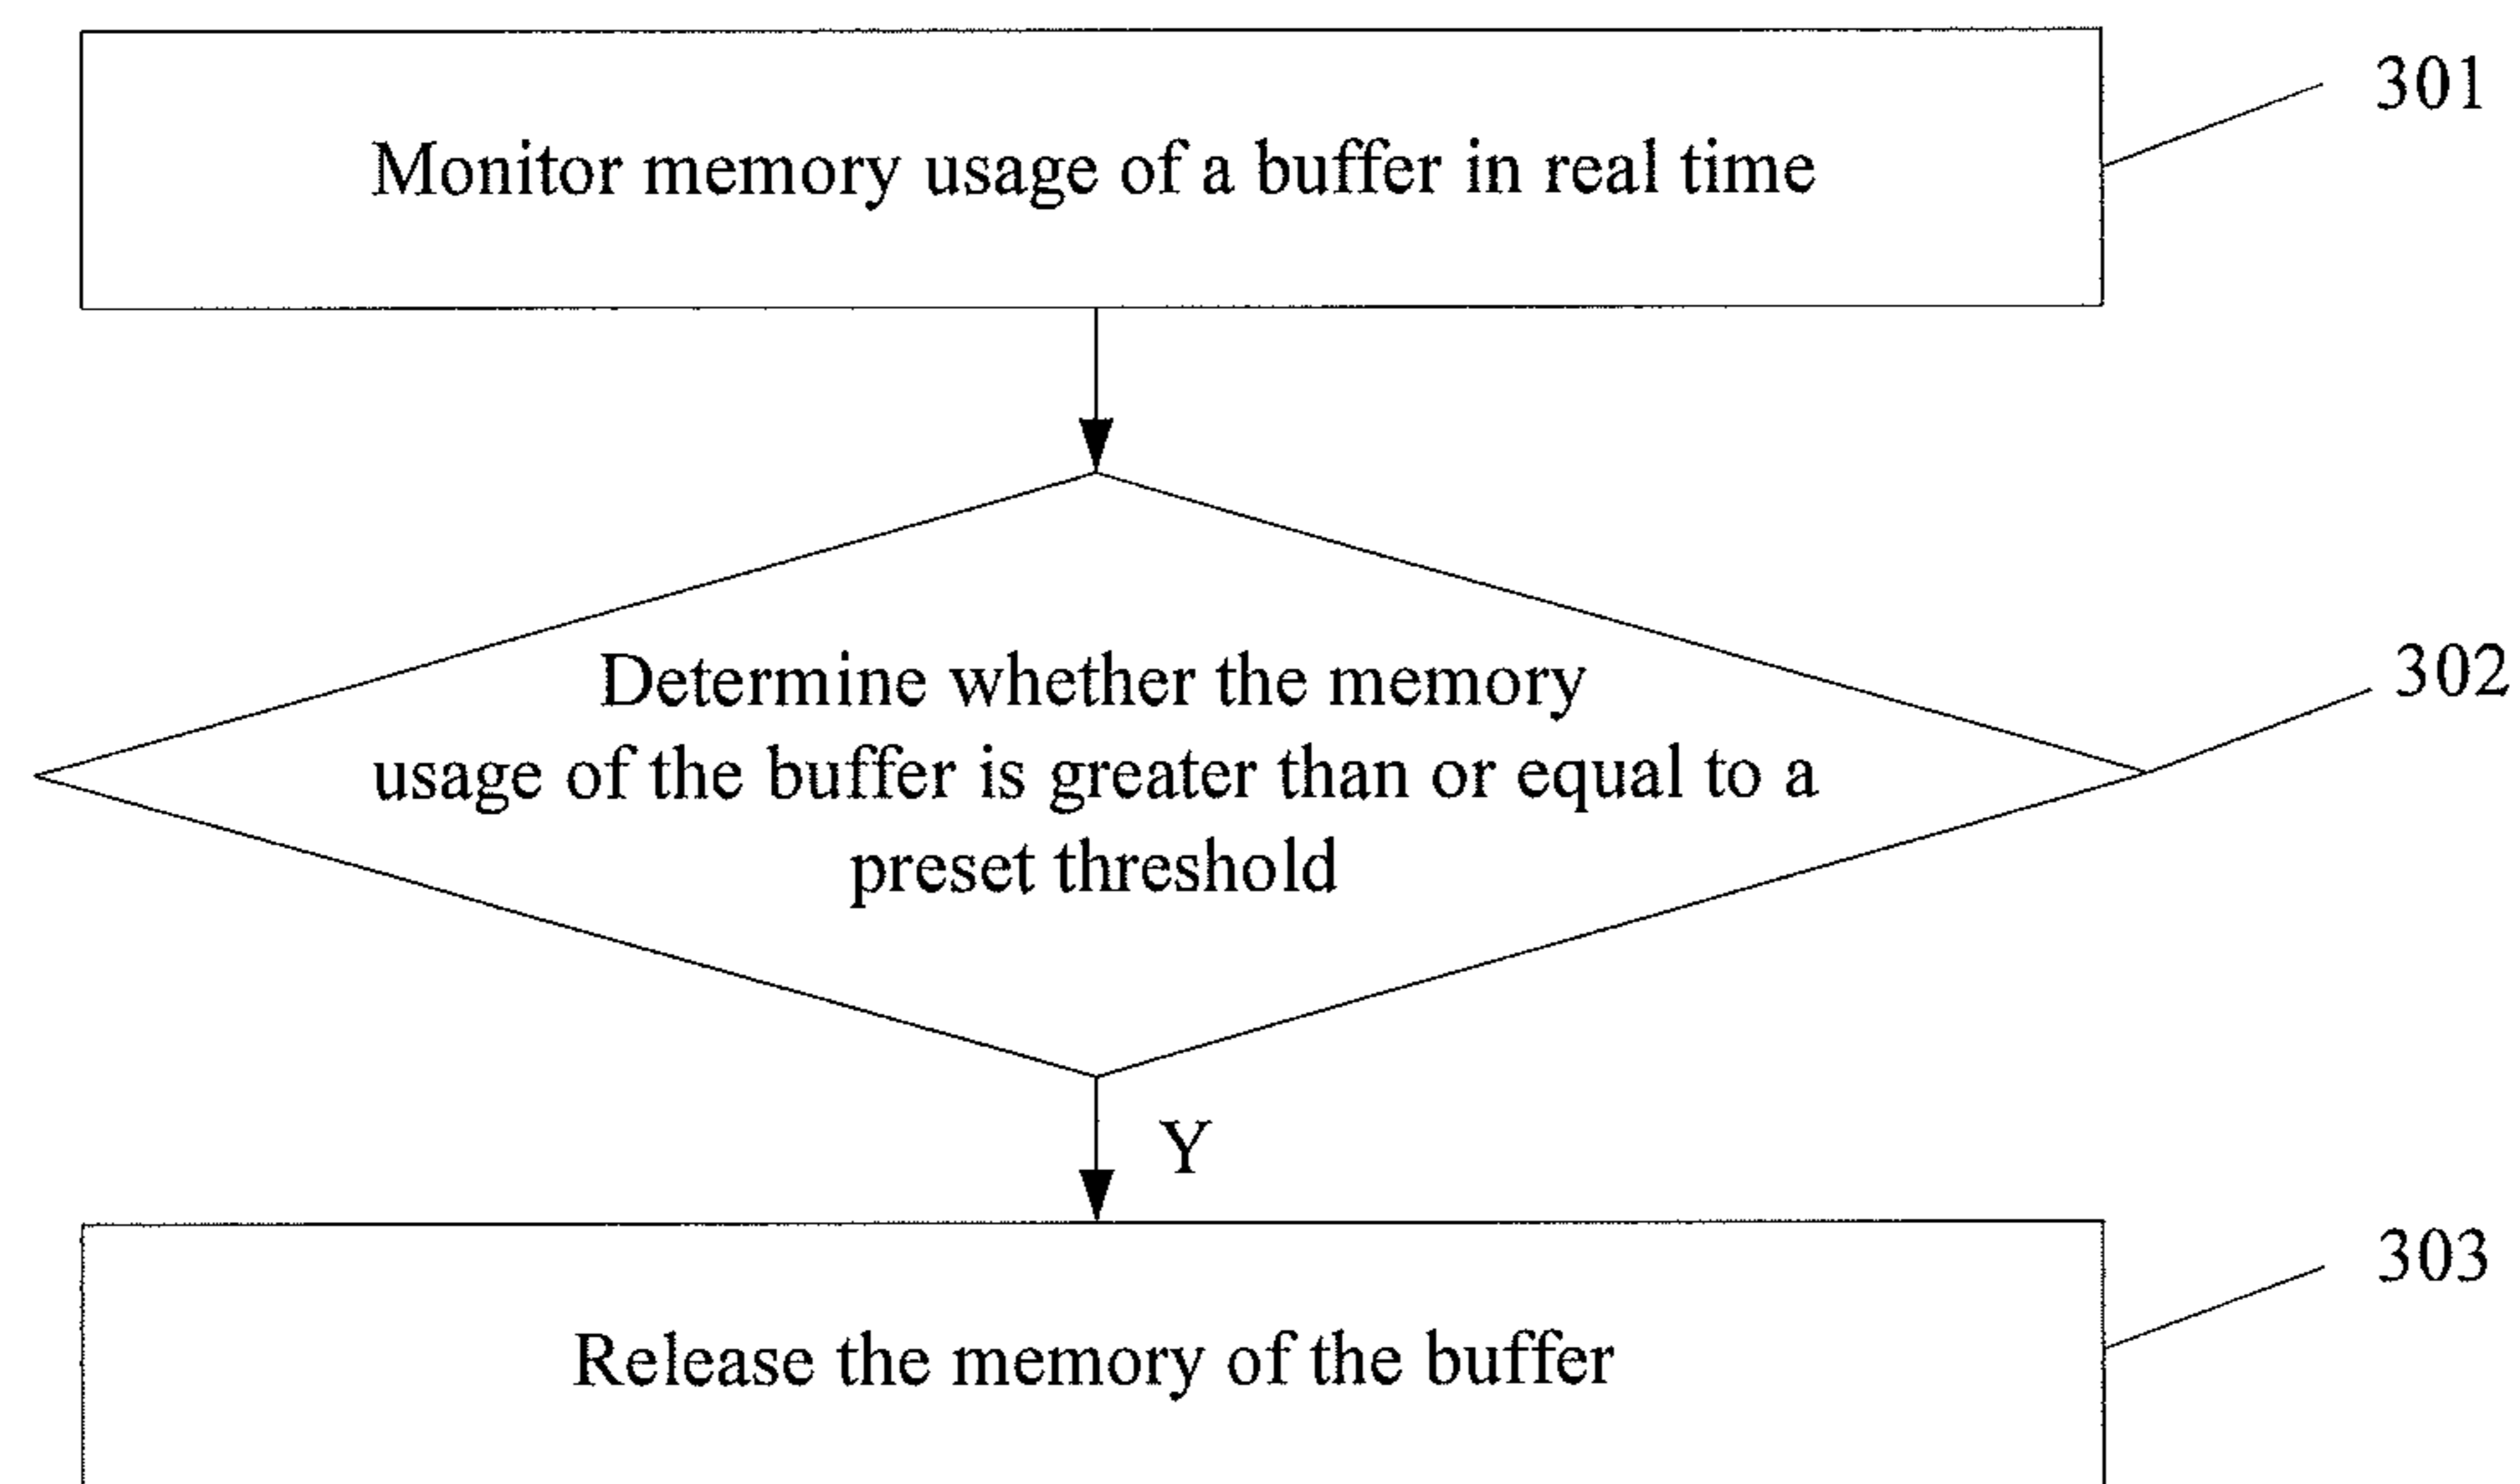 301
Monitor memory usage of a buffer in real time
302
Determine whether the memory
usage of the buffer is greater than or equal to a
preset threshold
Y
303
Release the memory of the buffer